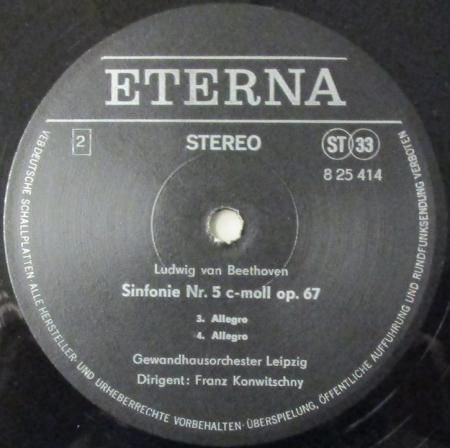 ETERNA
2
STEREO
ST 33
8 25 414
Ludwig van Beethoven
Sinfonie Nr. 5 c-moll op. 67
3. Allegro
4. Allegro
Gewandhausorchester Leipzig
Dirigent: Franz Konwitschny
VEB DEUTSCHE SCHALLPLATTEN ALLE HERSTELLER- UND URHEBERRECHTE VORBEHALTEN · ÜBERSPIELUNG, ÖFFENTLICHE AUFFÜHRUNG UND RUNDFUNKSENDUNG VERBOTEN